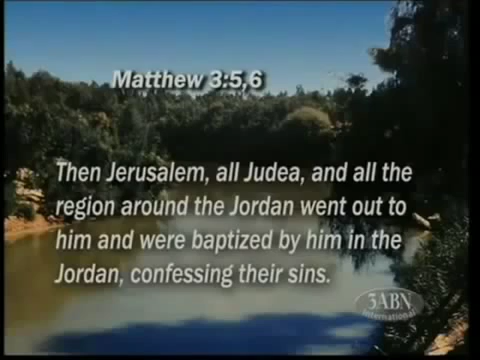 Matthew 3:5,6
Then Jerusalem, all Judea, and all the
region around the Jordan went out to
him and were baptized by him in the
Jordan, confessing their sins.
3ABN
international